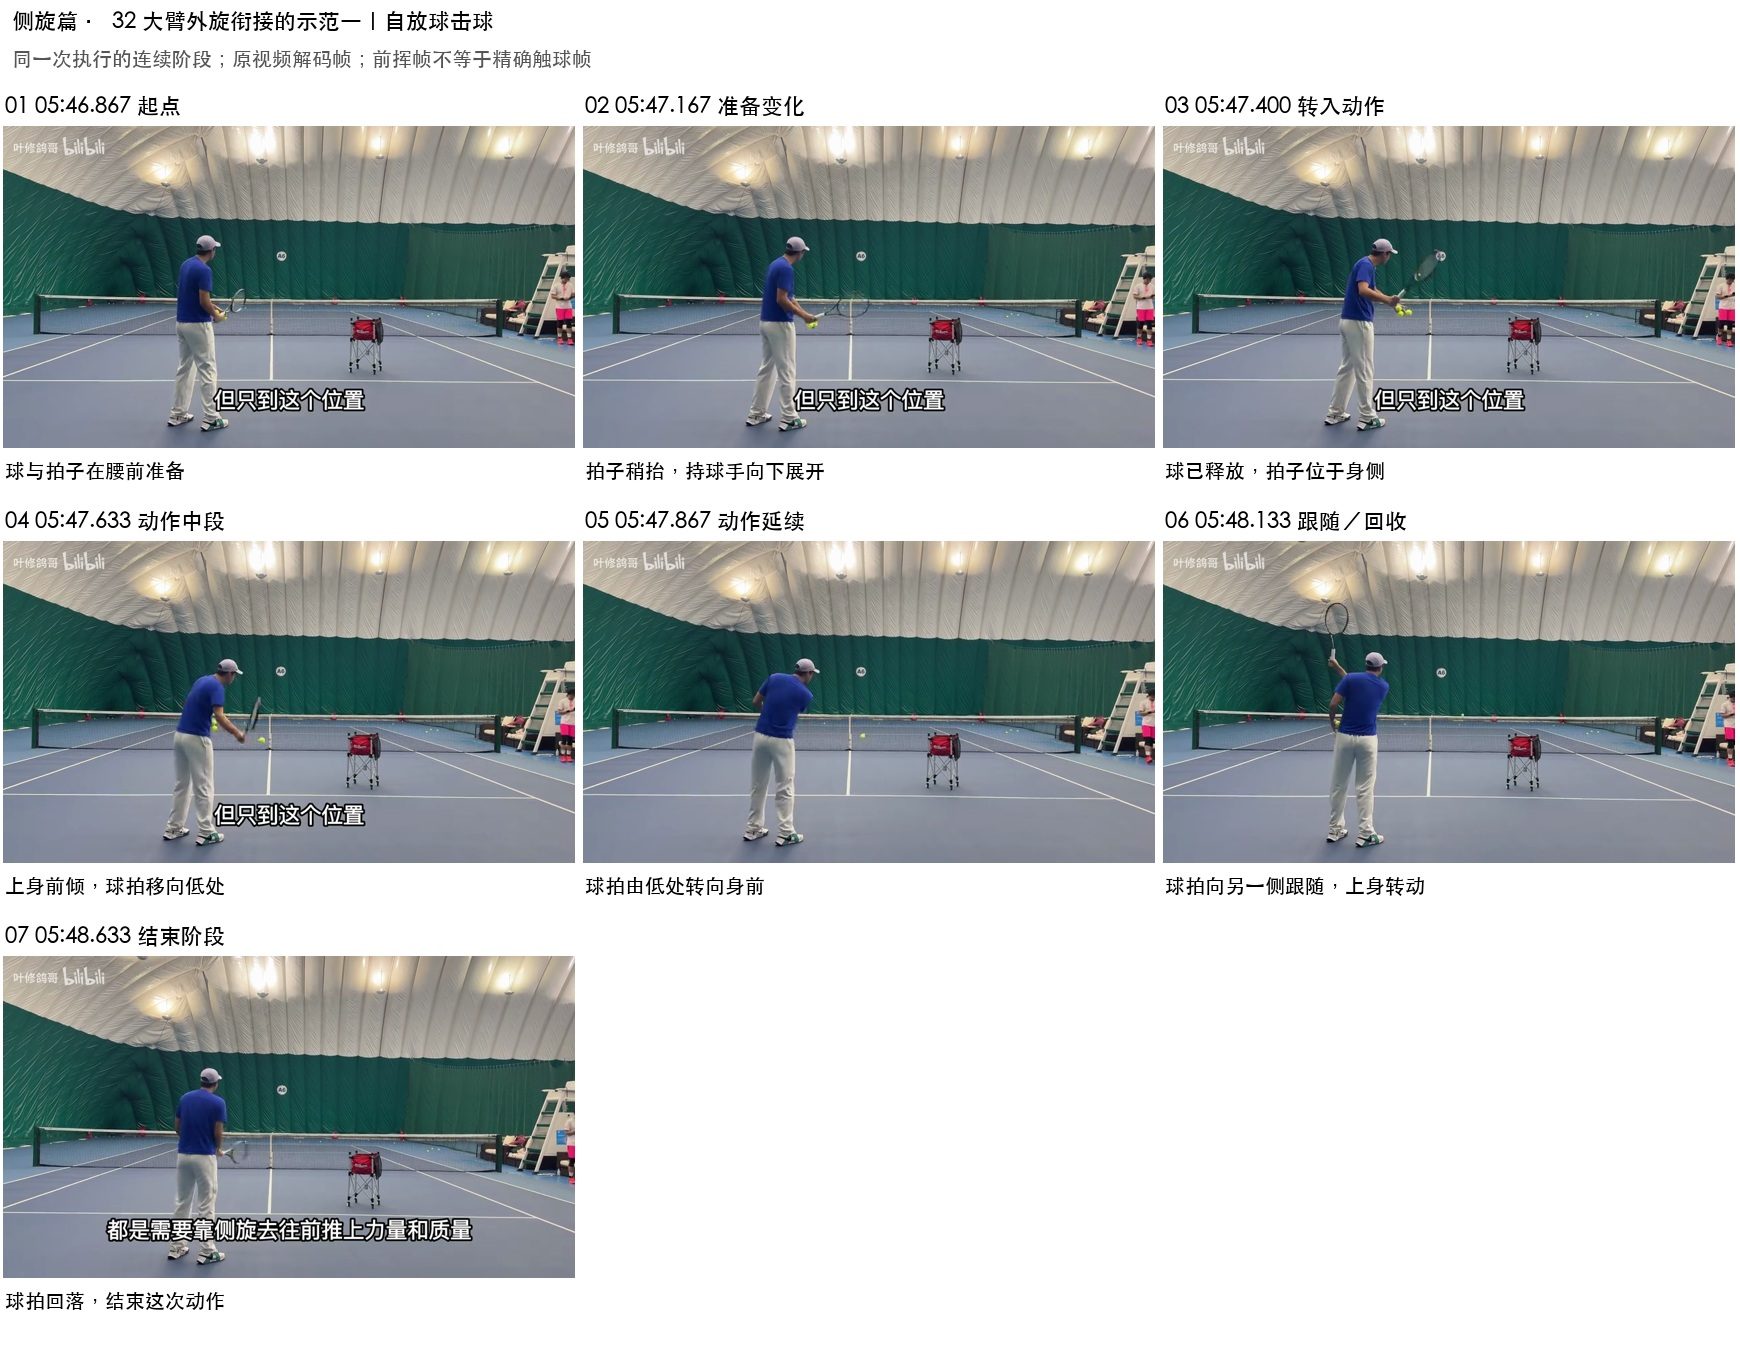 侧旋篇· 32 大臂外旋衔接的示范一｜自放球击球
同一次执行的连续阶段；原视频解码帧；前挥帧不等于精确触球帧
01 05:46.867 起点
02 05:47.167 准备变化
03 05:47.400 转入动作
叶修鸽哥 bilibili
A6
但只到这个位置
叶修鸽哥 bilibili
A6
但只到这个位置
叶修鸽哥 bilibili
A6
但只到这个位置
球与拍子在腰前准备
拍子稍抬，持球手向下展开
球已释放，拍子位于身侧
04 05:47.633 动作中段
05 05:47.867 动作延续
06 05:48.133 跟随／回收
叶修鸽哥 bilibili
A6
但只到这个位置
叶修鸽哥 bilibili
A6
叶修鸽哥 bilibili
A6
上身前倾，球拍移向低处
球拍由低处转向身前
球拍向另一侧跟随，上身转动
07 05:48.633 结束阶段
叶修鸽哥 bilibili
A6
都是需要靠侧旋去往前推上力量和质量
球拍回落，结束这次动作